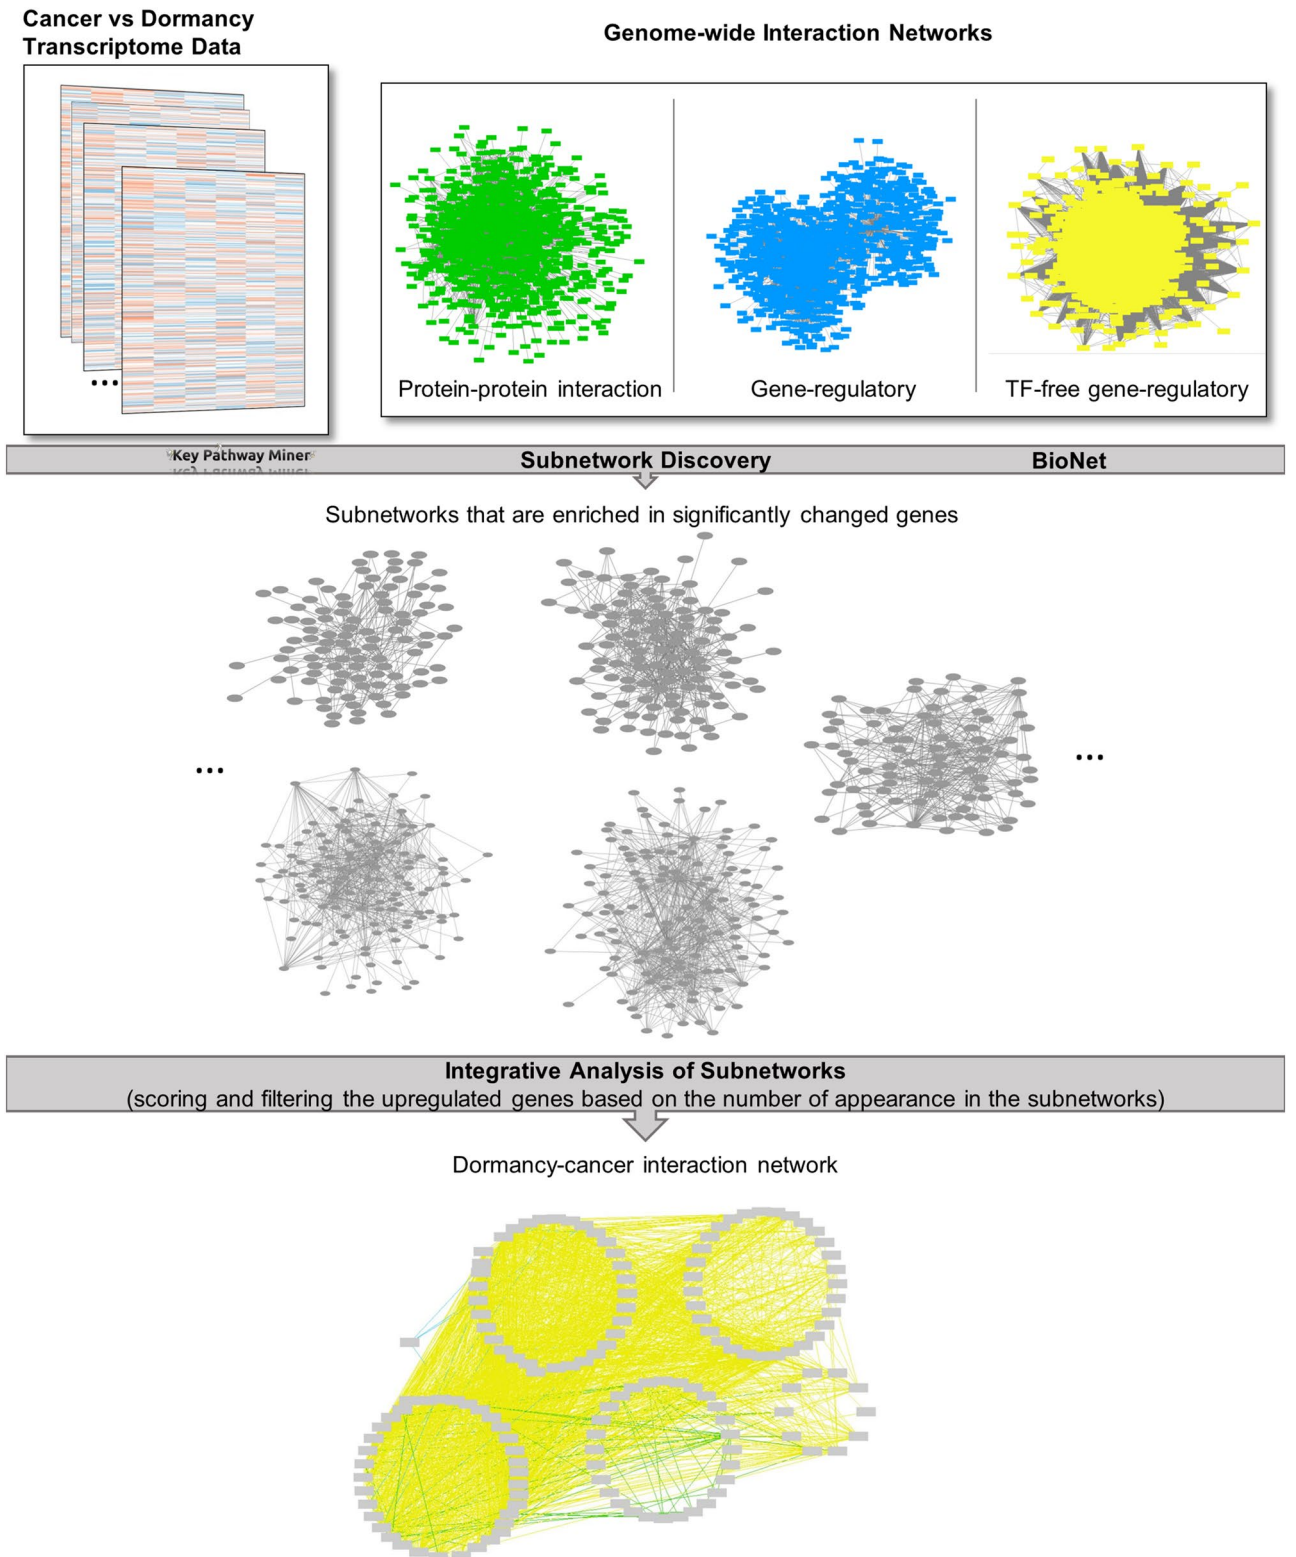 Cancer vs Dormancy
Transcriptome Data
Genome-wide Interaction Networks
...
Protein-protein interaction
Gene-regulatory
TF-free gene-regulatory
Key Pathway Miner
Subnetwork Discovery
BioNet
Subnetworks that are enriched in significantly changed genes
...
...
Integrative Analysis of Subnetworks
(scoring and filtering the upregulated genes based on the number of appearance in the subnetworks)
Dormancy-cancer interaction network